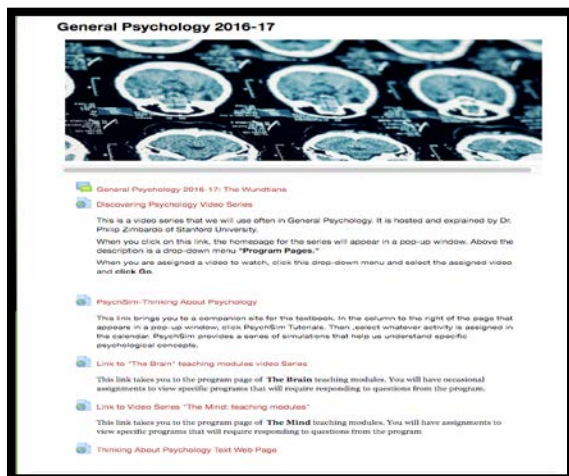 General Psychology 2016-17
General Psychology 2016-17: The Wundtians
Discovering Psychology Video Series
This is a video series that we will use often in General Psychology. It is hosted and explained by Dr.
Philip Zimbardo of Stanford University.
When you click on this link, the homepage for the series will appear in a pop-up window. Above the
description is a drop-down menu "Program Pages."
When you are assigned a video to watch, click this drop-down menu and select the assigned video
and click Go.
PsychSim-Thinking About Psychology
This link brings you to a companion site for the textbook. In the column to the right of the page that
appears in a pop-up window, click PsychSim Tutorials. Then ,select whatever activity is assigned in
the calendar. PsychSim provides a series of simulations that help us understand specific
psychological concepts.
Link to "The Brain" teaching modules video Series
This link takes you to the program page of The Brain teaching modules. You will have occasional
assignments to view specific programs that will require responding to questions from the program.
Link to Video Series "The Mind: teaching modules"
This link takes you to the program page of The Mind teaching modules. You will have assignments to
view specific programs that will require responding to questions from the program
Thinking About Psychology Text Web Page